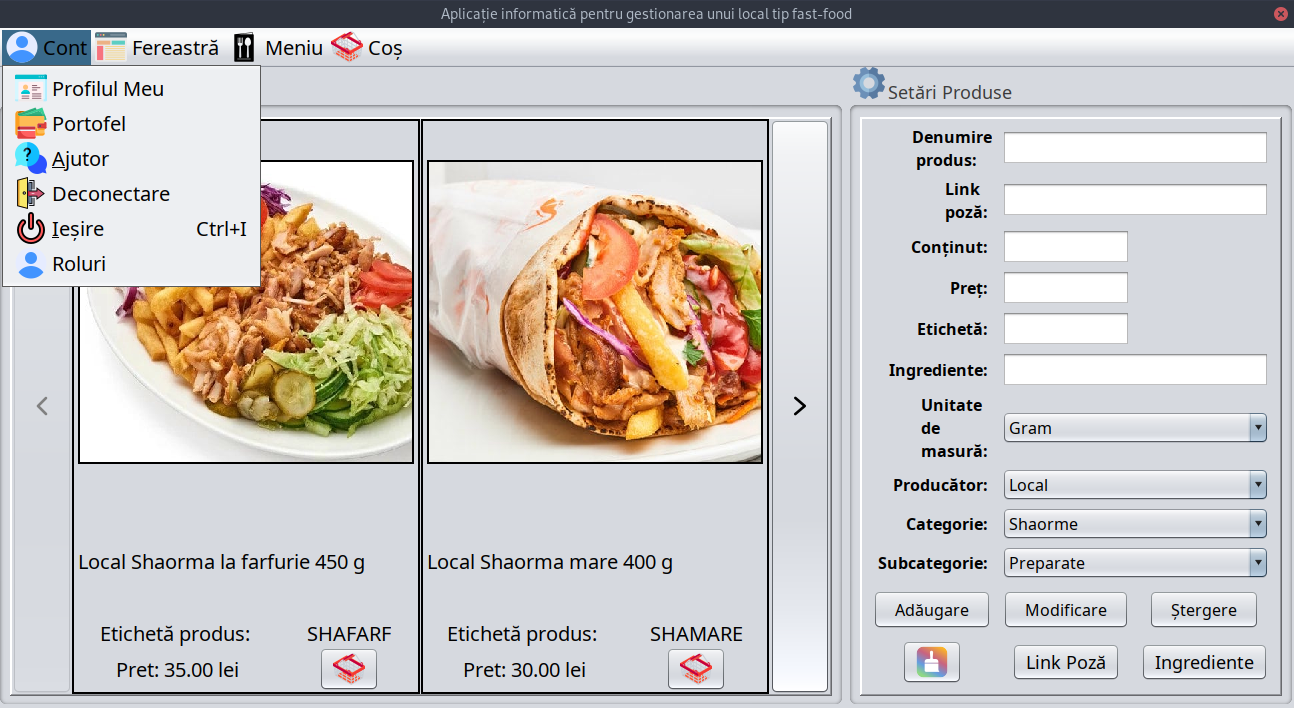 Aplicație informatică pentru gestionarea unui local tip fast-food
Cont Fereastră Meniu Coș
Profilul Meu
Portofel
Ajutor
Deconectare
Ieșire Ctrl+I
Roluri
Local Shaorma la farfurie 450 g
Etichetă produs: SHAFARF
Pret: 35.00 lei
Local Shaorma mare 400 g
Etichetă produs: SHAMARE
Pret: 30.00 lei
Setări Produse
Denumire
produs:
Link
poză:
Conținut:
Preț:
Etichetă:
Ingrediente:
Unitate
de
masură:
Gram
Producător: Local
Categorie: Shaorme
Subcategorie: Preparate
Adăugare Modificare Ștergere
Link Poză Ingrediente